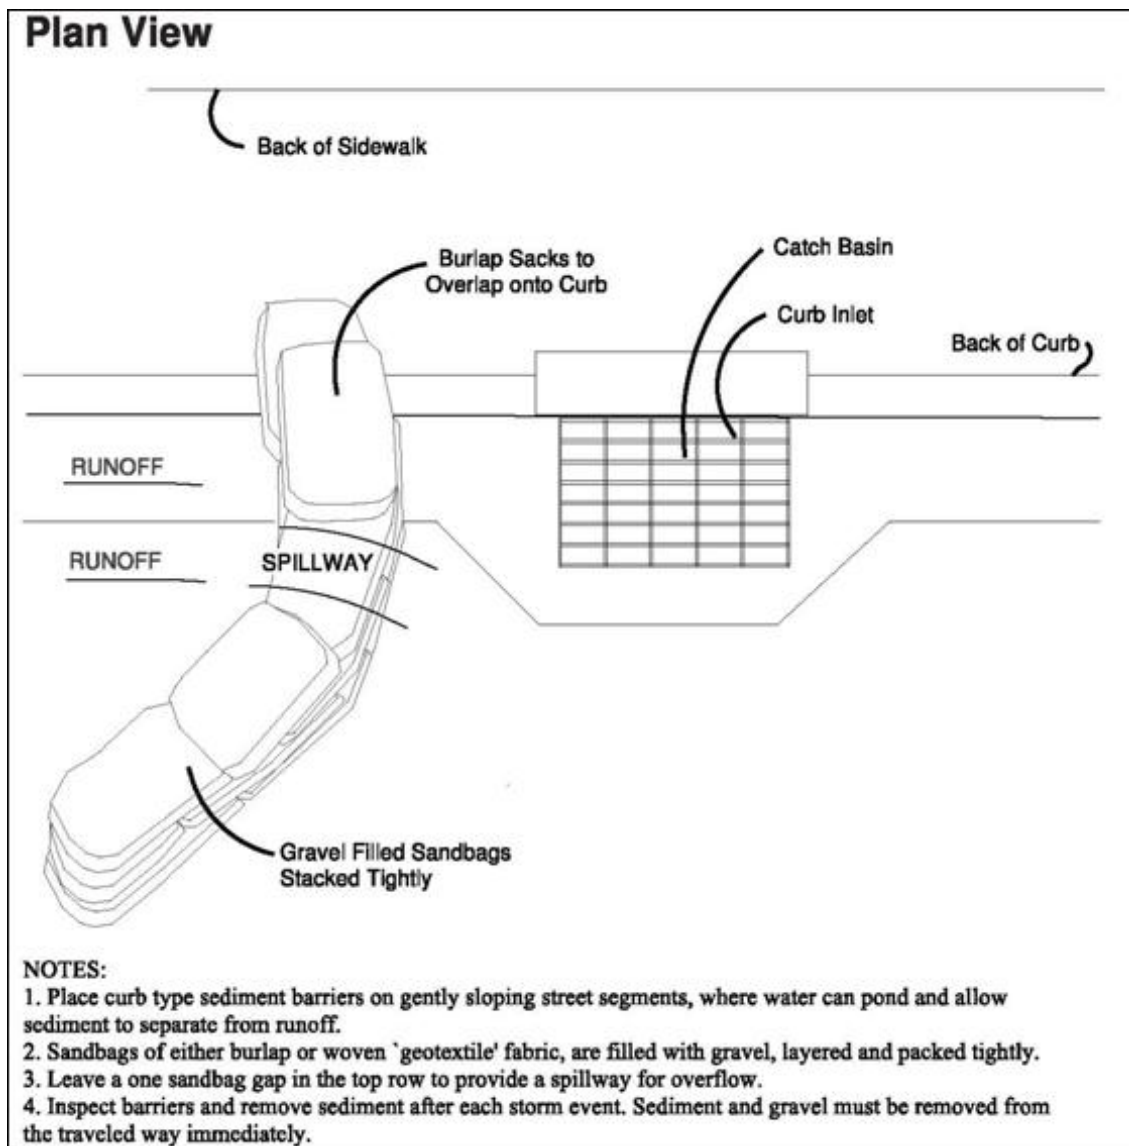 Plan View
Back of Sidewalk
Burlap Sacks to
Overlap onto Curb
Catch Basin
Curb Inlet
Back of Curb
RUNOFF
RUNOFF
SPILLWAY
Gravel Filled Sandbags
Stacked Tightly
NOTES:
1. Place curb type sediment barriers on gently sloping street segments, where water can pond and allow
sediment to separate from runoff.
2. Sandbags of either burlap or woven `geotextile' fabric, are filled with gravel, layered and packed tightly.
3. Leave a one sandbag gap in the top row to provide a spillway for overflow.
4. Inspect barriers and remove sediment after each storm event. Sediment and gravel must be removed from
the traveled way immediately.